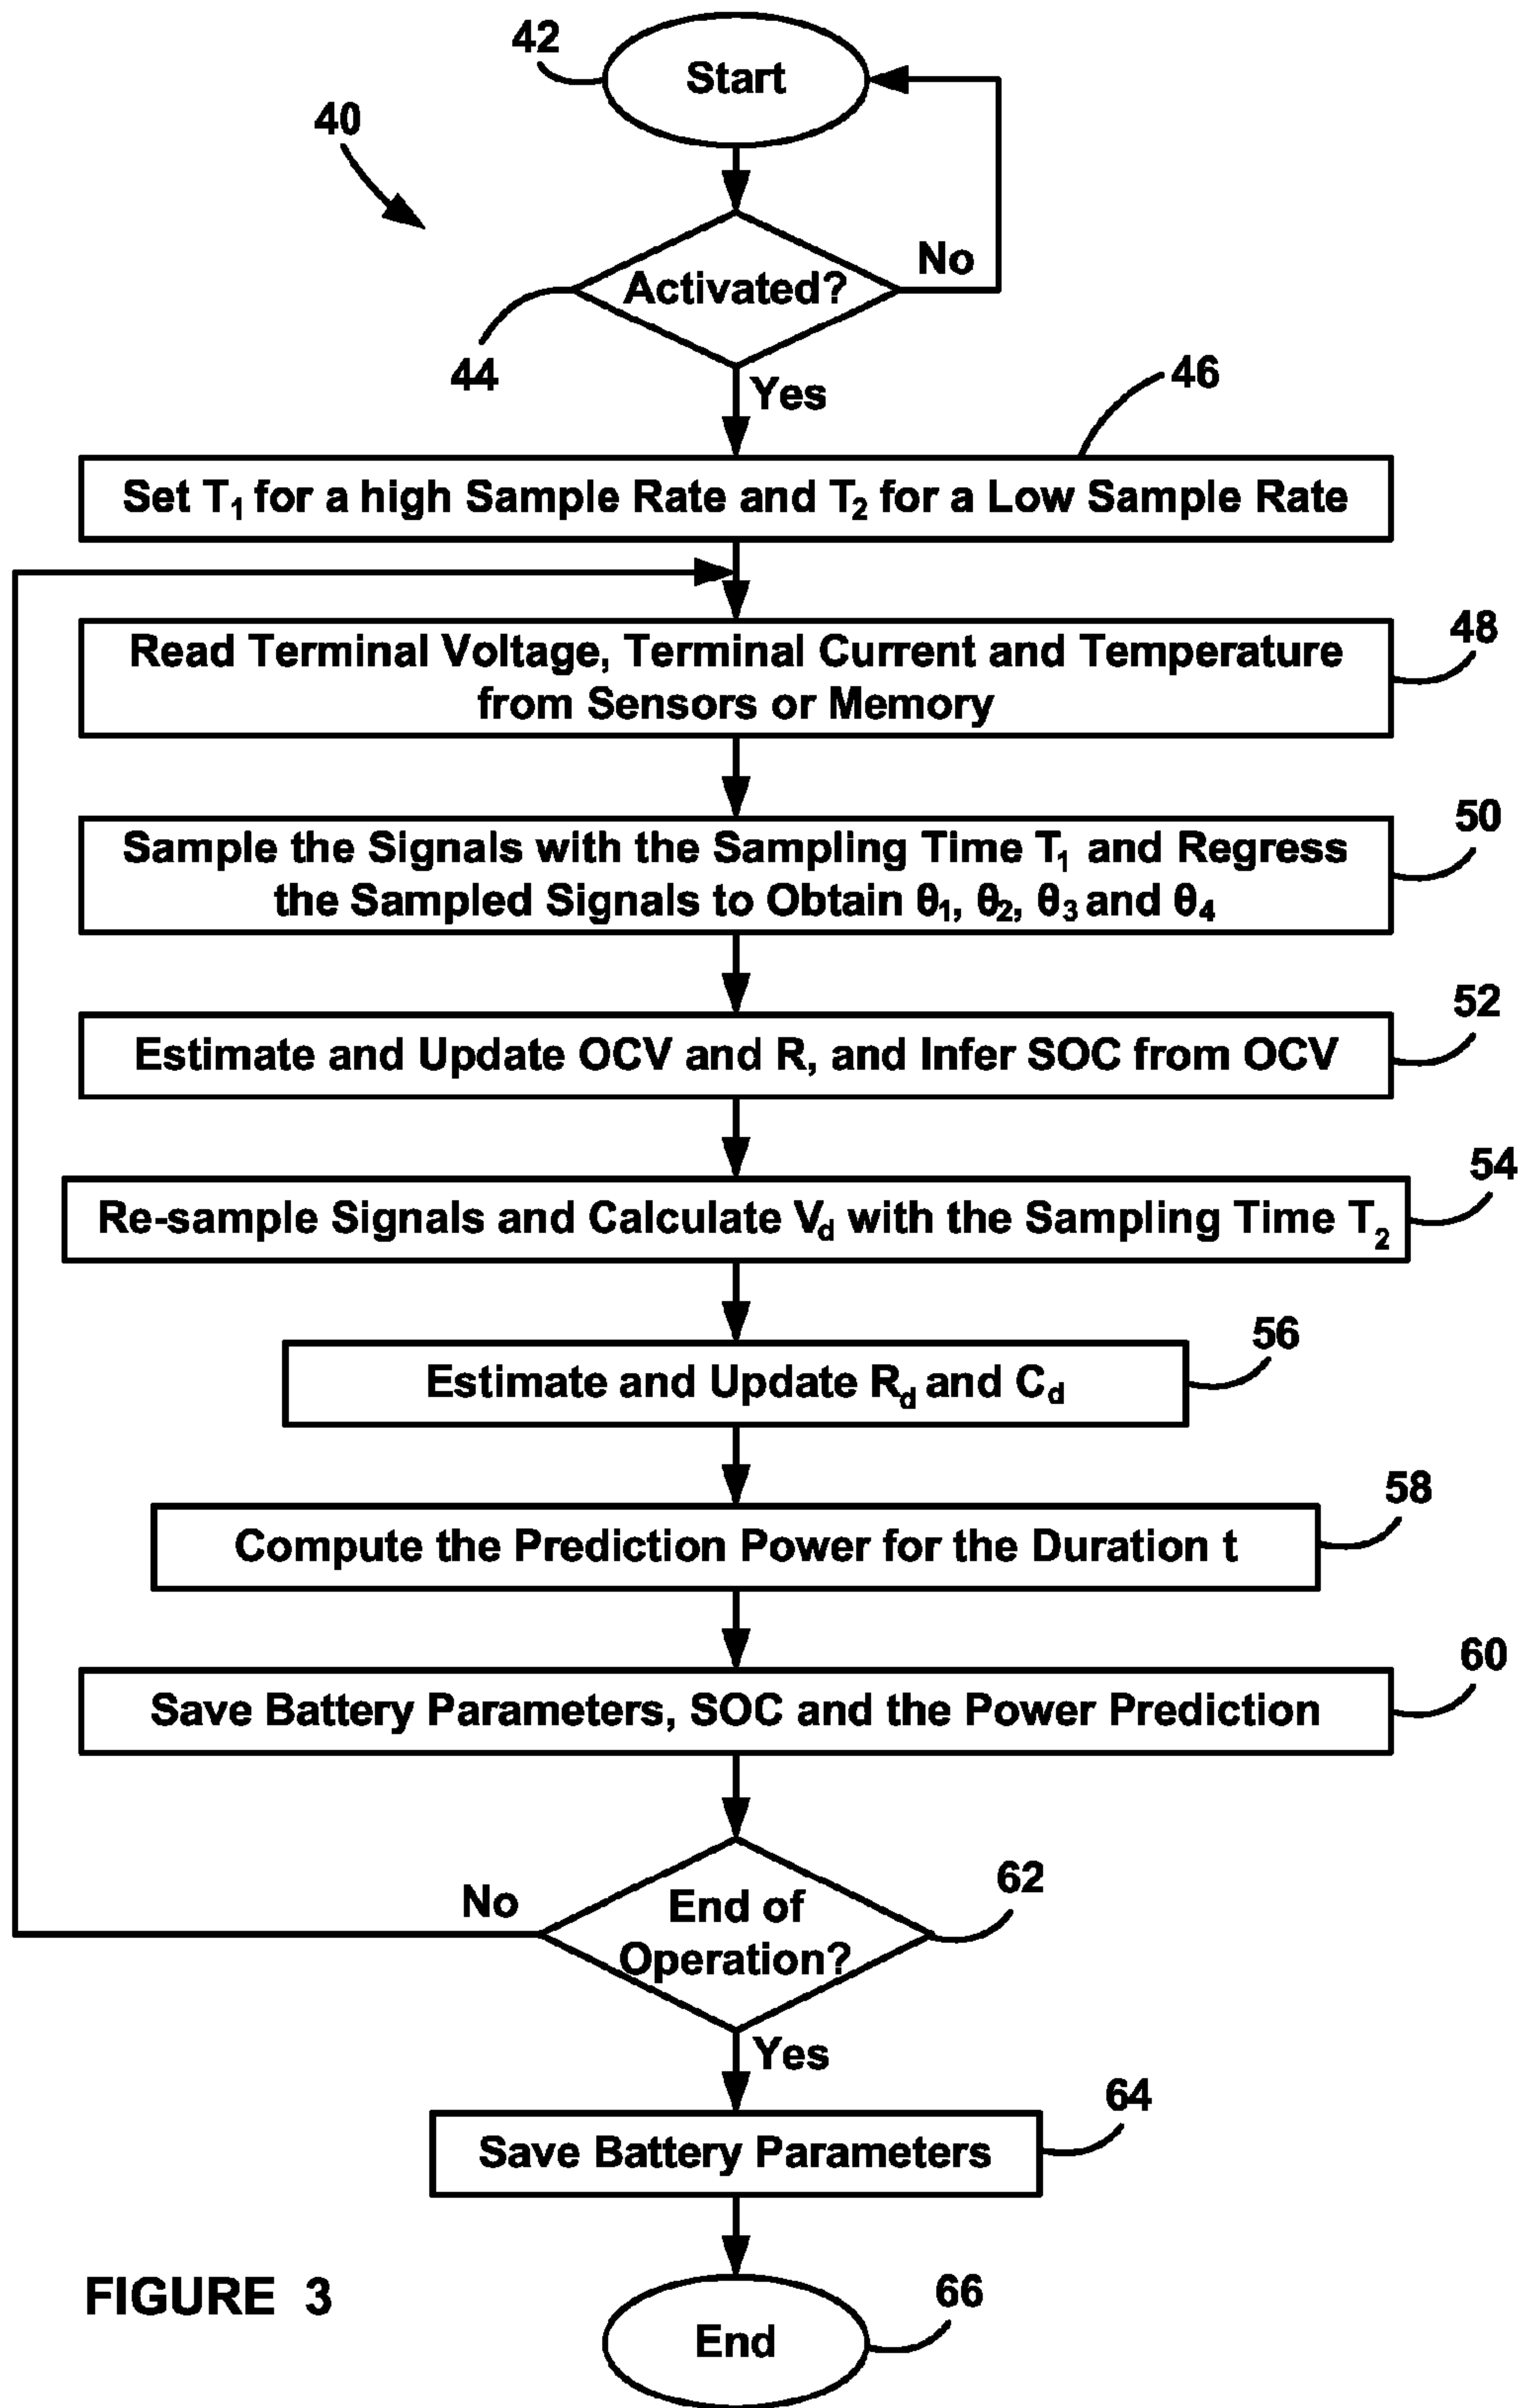 42
Start
40
No
Activated?
44
Yes
46
Set T₁ for a high Sample Rate and T₂ for a Low Sample Rate
48
Read Terminal Voltage, Terminal Current and Temperature
from Sensors or Memory
50
Sample the Signals with the Sampling Time T₁ and Regress
the Sampled Signals to Obtain θ₁, θ₂, θ₃ and θ₄
52
Estimate and Update OCV and R, and Infer SOC from OCV
54
Re-sample Signals and Calculate V_d with the Sampling Time T₂
56
Estimate and Update R_d and C_d
58
Compute the Prediction Power for the Duration t
60
Save Battery Parameters, SOC and the Power Prediction
62
No
End of
Operation?
Yes
64
Save Battery Parameters
66
FIGURE 3
End